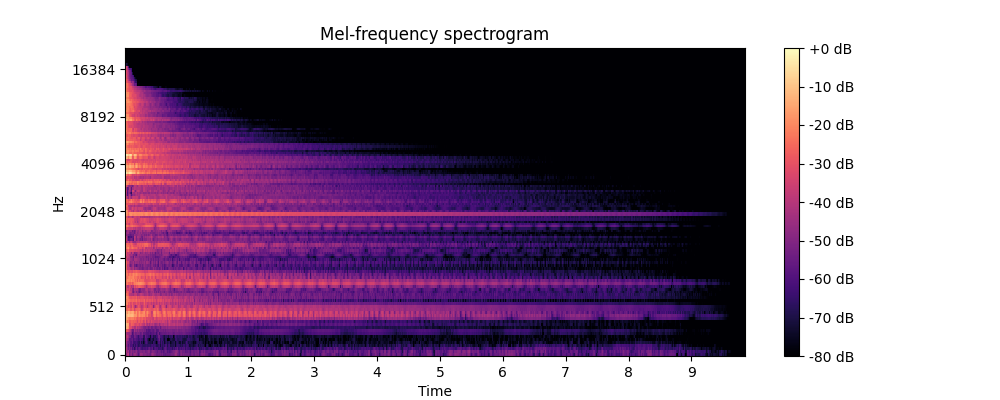 Mel-frequency spectrogram
Hz
16384
8192
4096
2048
1024
512
0
0 1 2 3 4 5 6 7 8 9
Time
+0 dB
-10 dB
-20 dB
-30 dB
-40 dB
-50 dB
-60 dB
-70 dB
-80 dB